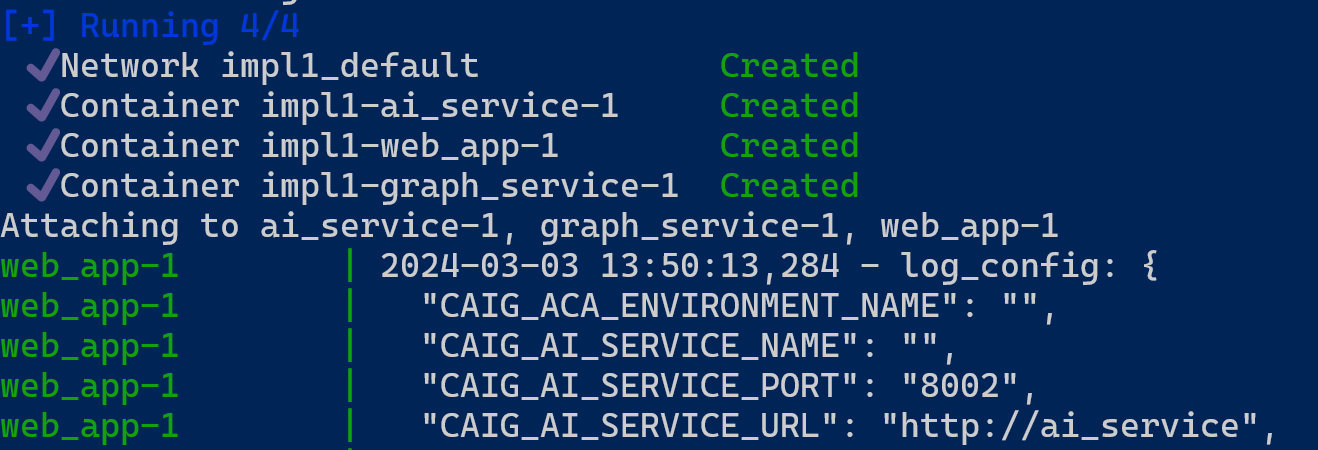 [+] Running 4/4
✔Network impl1_default Created
✔Container impl1-ai_service-1 Created
✔Container impl1-web_app-1 Created
✔Container impl1-graph_service-1 Created
Attaching to ai_service-1, graph_service-1, web_app-1
web_app-1 | 2024-03-03 13:50:13,284 - log_config: {
web_app-1 | "CAIG_ACA_ENVIRONMENT_NAME": "",
web_app-1 | "CAIG_AI_SERVICE_NAME": "",
web_app-1 | "CAIG_AI_SERVICE_PORT": "8002",
web_app-1 | "CAIG_AI_SERVICE_URL": "http://ai_service",